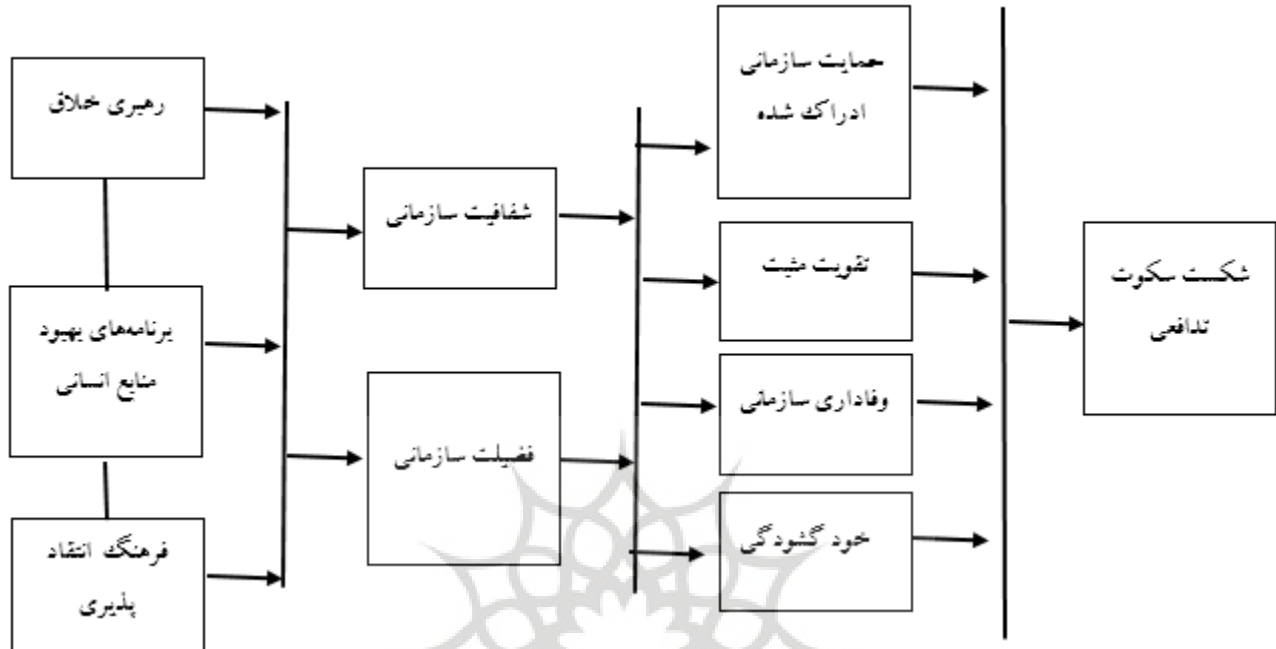 رهبری خلاق
برنامه‌های بهبود
منابع انسانی
فرهنگ انتقاد
پذیری
شفافیت سازمانی
فضیلت سازمانی
حمایت سازمانی
ادراک شده
تقویت مثبت
وفاداری سازمانی
خود گشودگی
شکست سکوت
تدافعی